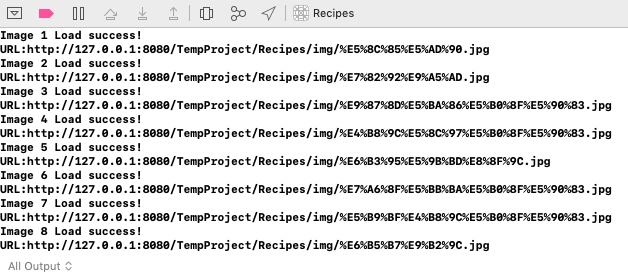 Recipes
Image 1 Load success!
URL:http://127.0.0.1:8080/TempProject/Recipes/img/%E5%8C%85%E5%AD%90.jpg
Image 2 Load success!
URL:http://127.0.0.1:8080/TempProject/Recipes/img/%E7%82%92%E9%A5%AD.jpg
Image 3 Load success!
URL:http://127.0.0.1:8080/TempProject/Recipes/img/%E9%87%8D%E5%BA%86%E5%B0%8F%E5%90%83.jpg
Image 4 Load success!
URL:http://127.0.0.1:8080/TempProject/Recipes/img/%E4%B8%9C%E5%8C%97%E5%B0%8F%E5%90%83.jpg
Image 5 Load success!
URL:http://127.0.0.1:8080/TempProject/Recipes/img/%E6%B3%95%E5%9B%BD%E8%8F%9C.jpg
Image 6 Load success!
URL:http://127.0.0.1:8080/TempProject/Recipes/img/%E7%A6%8F%E5%BB%BA%E5%B0%8F%E5%90%83.jpg
Image 7 Load success!
URL:http://127.0.0.1:8080/TempProject/Recipes/img/%E5%B9%BF%E4%B8%9C%E5%B0%8F%E5%90%83.jpg
Image 8 Load success!
URL:http://127.0.0.1:8080/TempProject/Recipes/img/%E6%B5%B7%E9%B2%9C.jpg
All Output